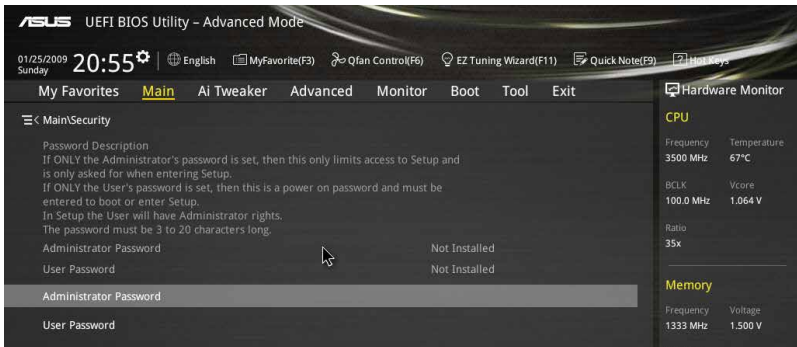 ASUS UEFI BIOS Utility – Advanced Mode
01/25/2009
Sunday
20:55
English MyFavorite(F3) Qfan Control(F6) EZ Tuning Wizard(F11) Quick Note(F9) ? Hot Keys
My Favorites Main Ai Tweaker Advanced Monitor Boot Tool Exit
Hardware Monitor
< Main\Security
Password Description
If ONLY the Administrator's password is set, then this only limits access to Setup and
is only asked for when entering Setup.
If ONLY the User's password is set, then this is a power on password and must be
entered to boot or enter Setup.
In Setup the User will have Administrator rights.
The password must be 3 to 20 characters long.
Administrator Password Not Installed
User Password Not Installed
Administrator Password
User Password
CPU
Frequency Temperature
3500 MHz 67°C
BCLK Vcore
100.0 MHz 1.064 V
Ratio
35x
Memory
Frequency Voltage
1333 MHz 1.500 V